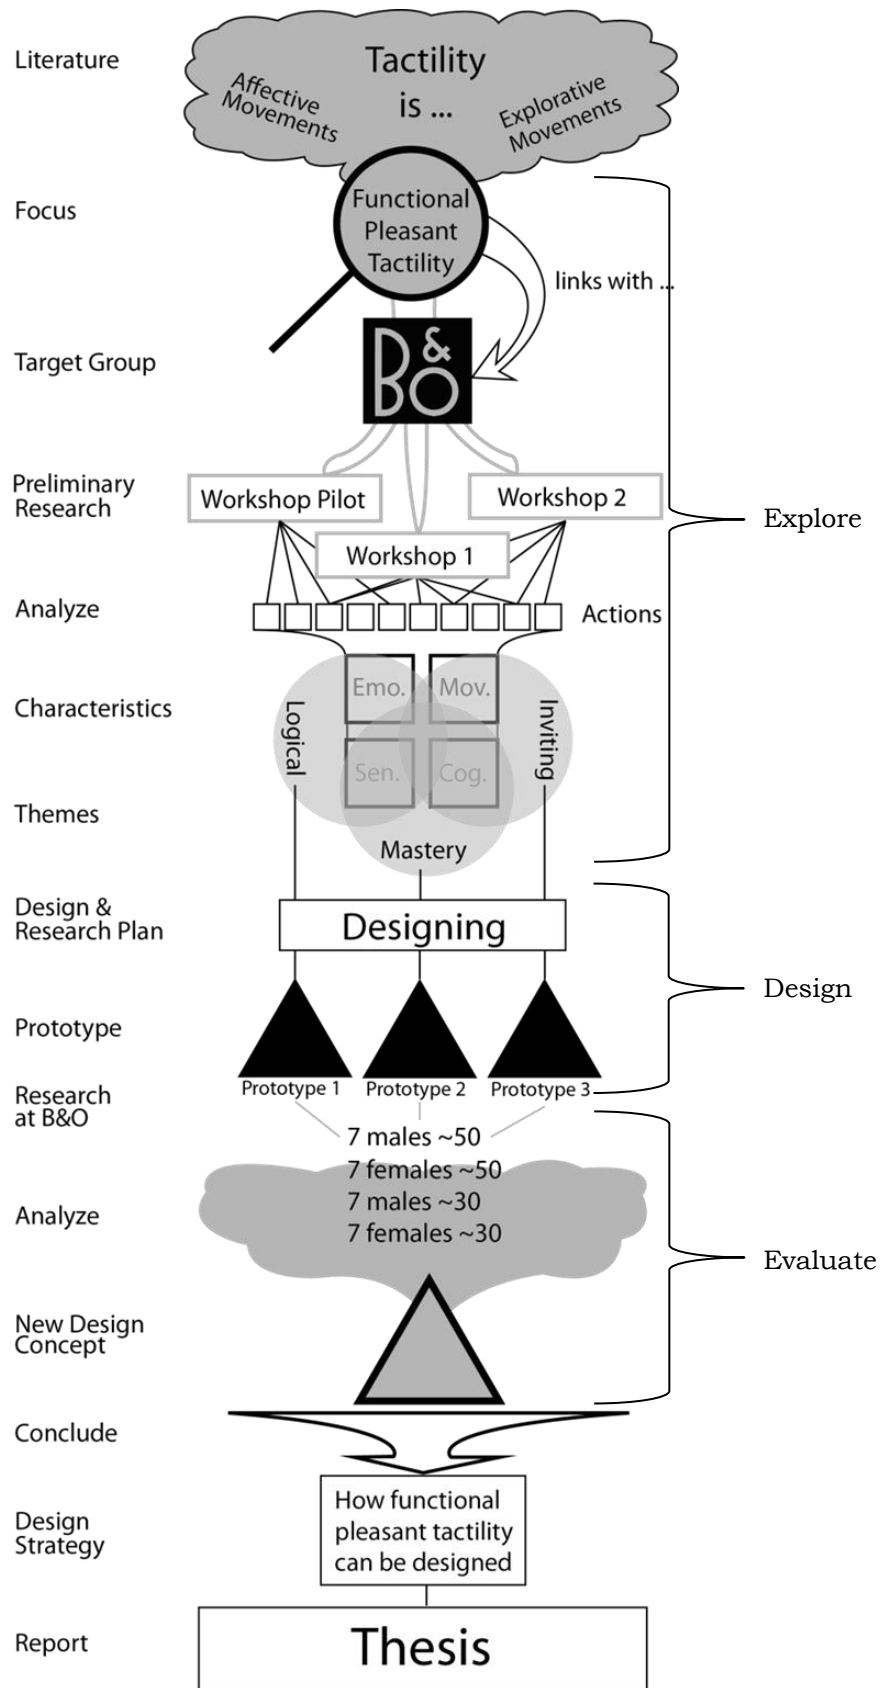 Literature
Tactility
is ...
Affective
Movements
Explorative
Movements
Focus
Functional
Pleasant
Tactility
links with ...
Target Group
B&O
Preliminary
Research
Workshop Pilot
Workshop 2
Workshop 1
Analyze
Actions
Explore
Characteristics
Emo.
Mov.
Logical
Inviting
Sen.
Cog.
Themes
Mastery
Design &
Research Plan
Designing
Design
Prototype
Prototype 1
Prototype 2
Prototype 3
Research
at B&O
7 males ~50
7 females ~50
7 males ~30
7 females ~30
Analyze
Evaluate
New Design
Concept
Conclude
Design
Strategy
How functional
pleasant tactility
can be designed
Report
Thesis